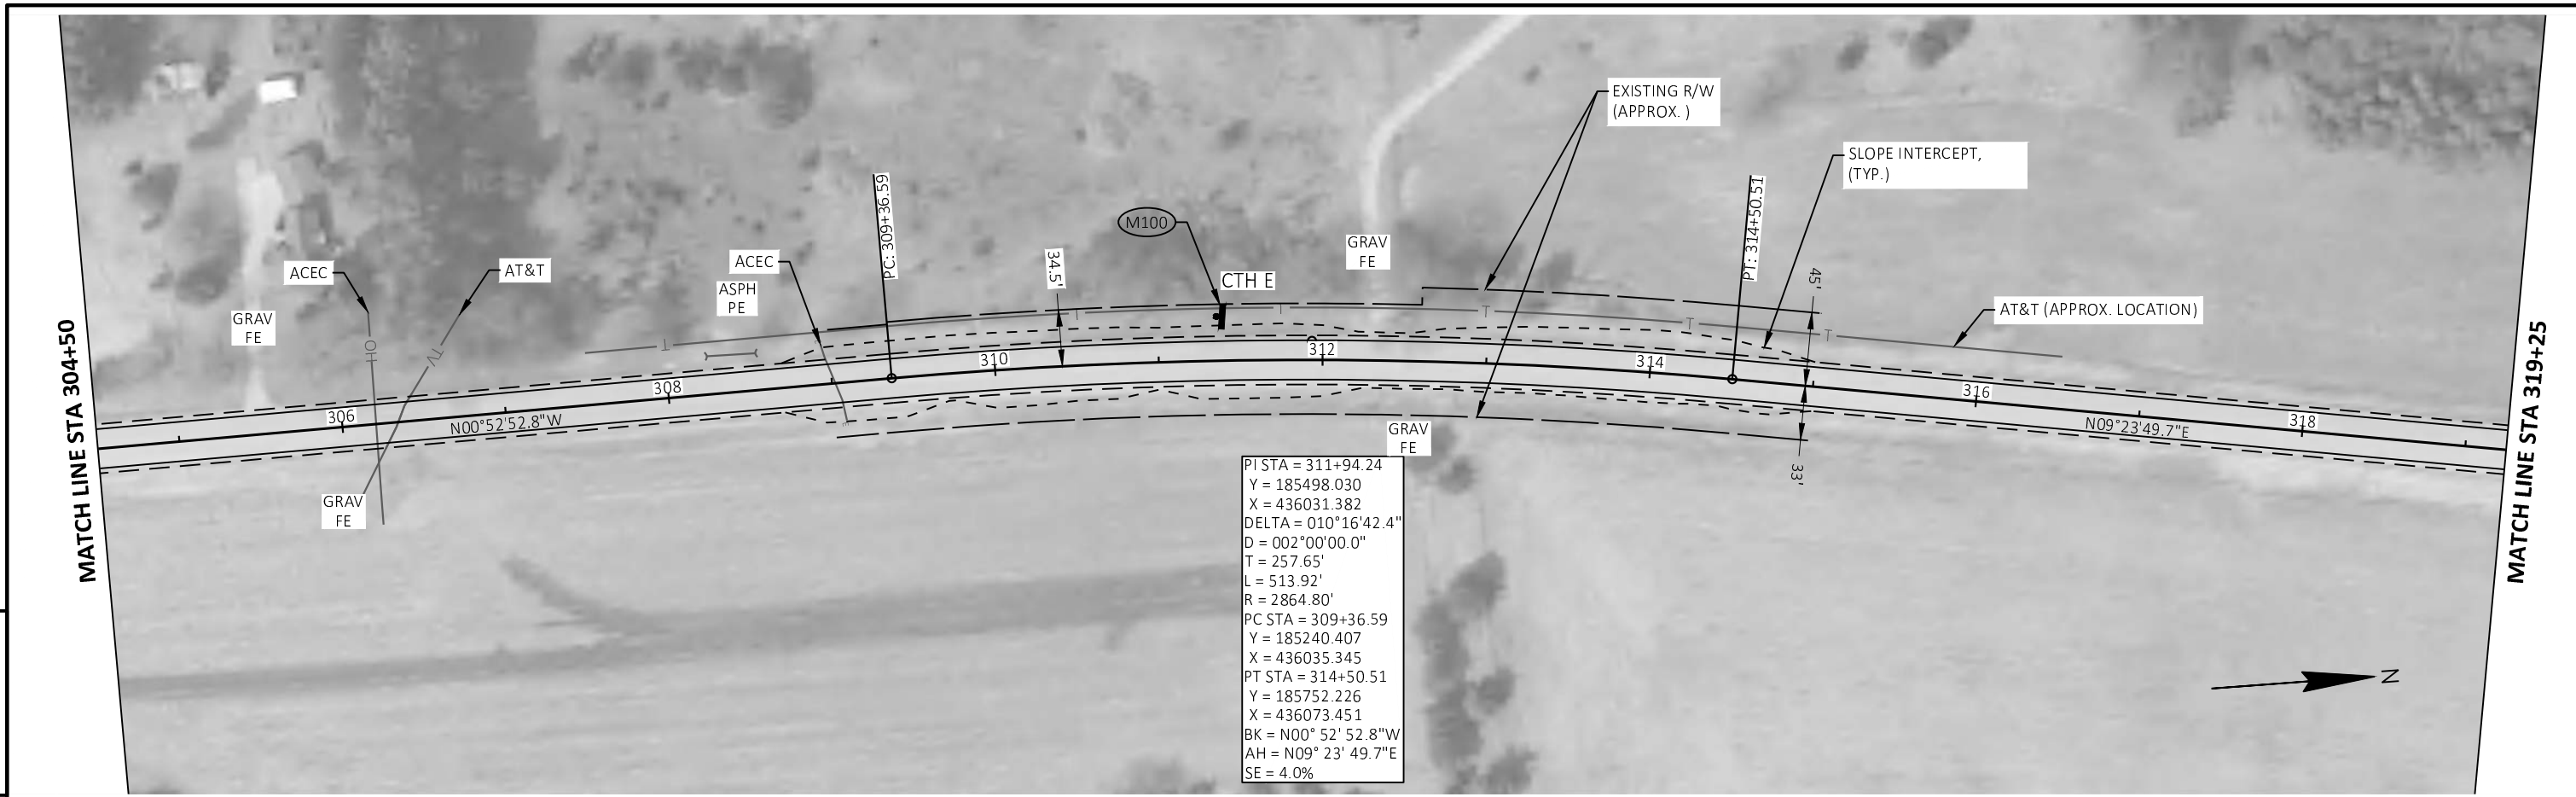 EXISTING R/W
(APPROX. )
SLOPE INTERCEPT,
(TYP.)
PC: 309+36.59
PT: 314+50.51
M100
GRAV
FE
ACEC
AT&T
ACEC
ASPH
PE
34.5'
CTH E
45'
AT&T (APPROX. LOCATION)
GRAV
FE
OH
TV
T
T
T
T
T
T
E
306
308
310
312
314
316
318
N00°52'52.8"W
N09°23'49.7"E
MATCH LINE STA 304+50
MATCH LINE STA 319+25
33'
GRAV
FE
GRAV
FE
PI STA = 311+94.24
Y = 185498.030
X = 436031.382
DELTA = 010°16'42.4"
D = 002°00'00.0"
T = 257.65'
L = 513.92'
R = 2864.80'
PC STA = 309+36.59
Y = 185240.407
X = 436035.345
PT STA = 314+50.51
Y = 185752.226
X = 436073.451
BK = N00° 52' 52.8"W
AH = N09° 23' 49.7"E
SE = 4.0%
N